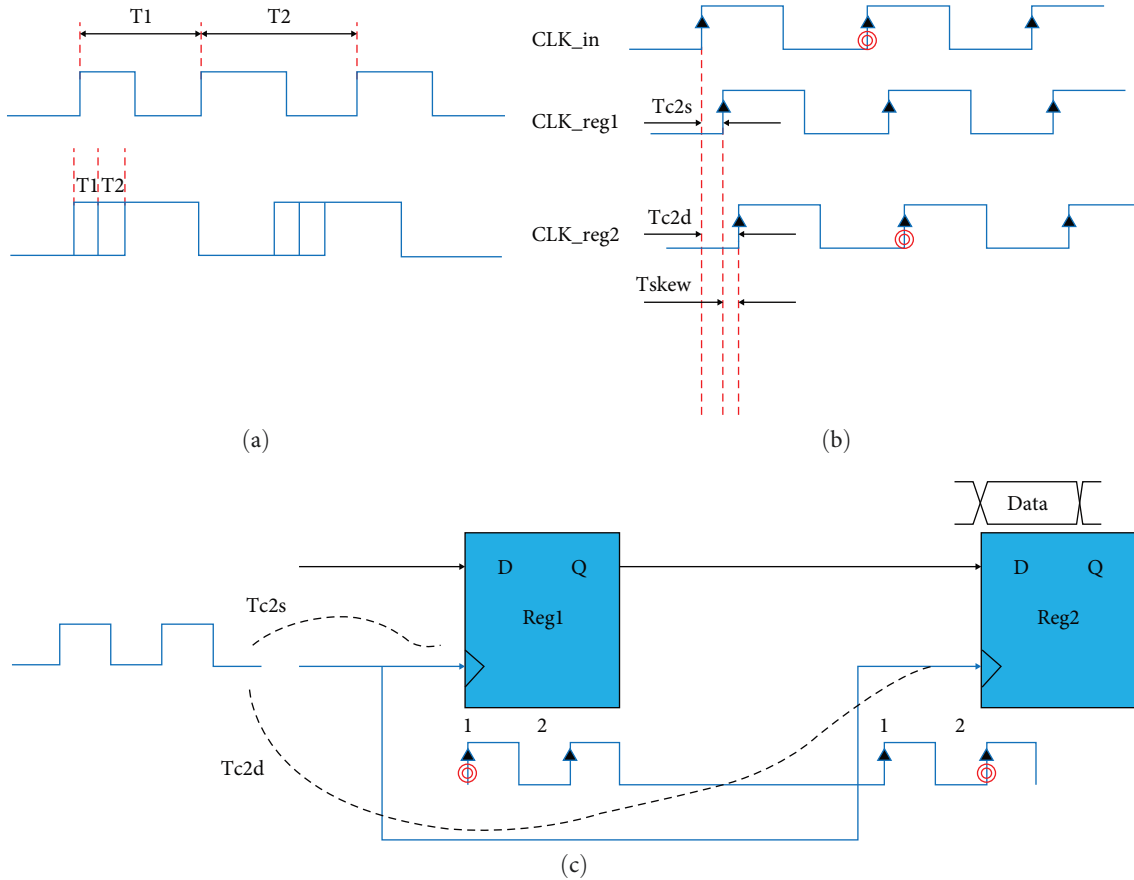 T1 T2
T1 T2
(a)
CLK_in
Tc2s
CLK_reg1
Tc2d
CLK_reg2
Tskew
(b)
Data
D Q
Reg1
D Q
Reg2
Tc2s
Tc2d
1 2
1 2
(c)